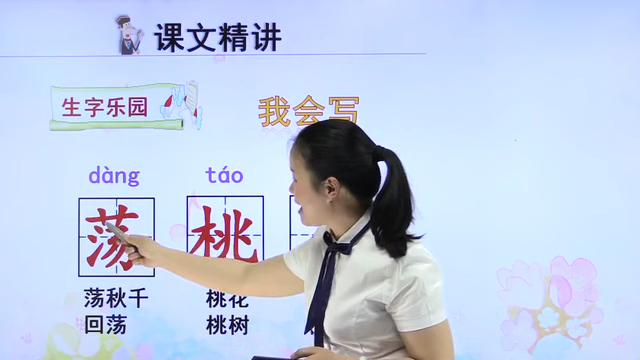 课文精讲
生字乐园
我会写
dàng táo
荡 桃
荡秋千 桃花
回荡 桃树